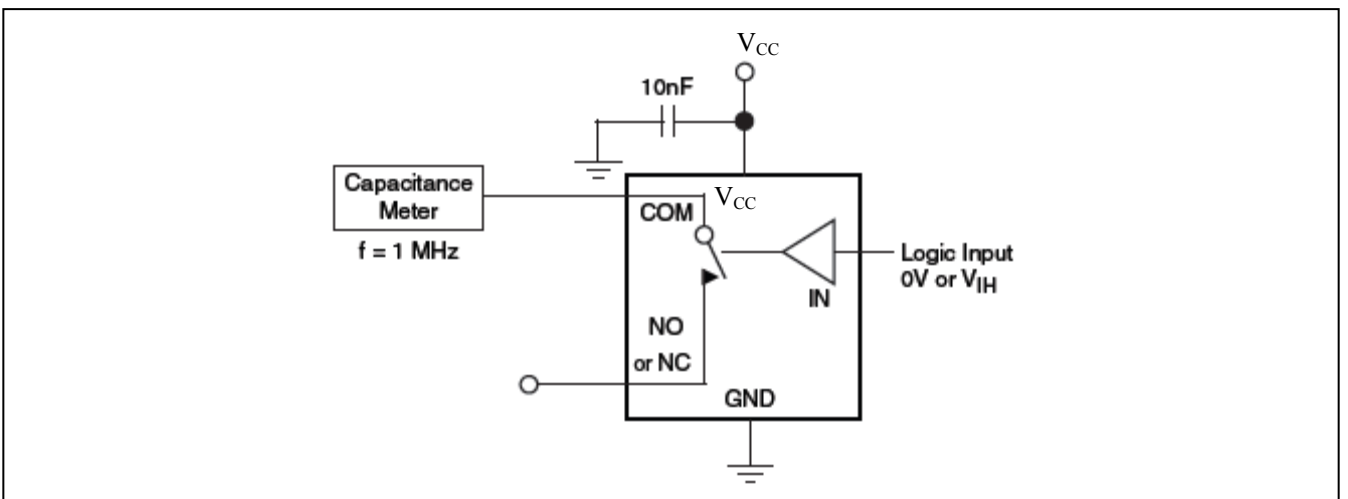 VCC
10nF
Capacitance
Meter
f = 1 MHz
VCC
COM
Logic Input
0V or VIH
IN
NO
or NC
GND